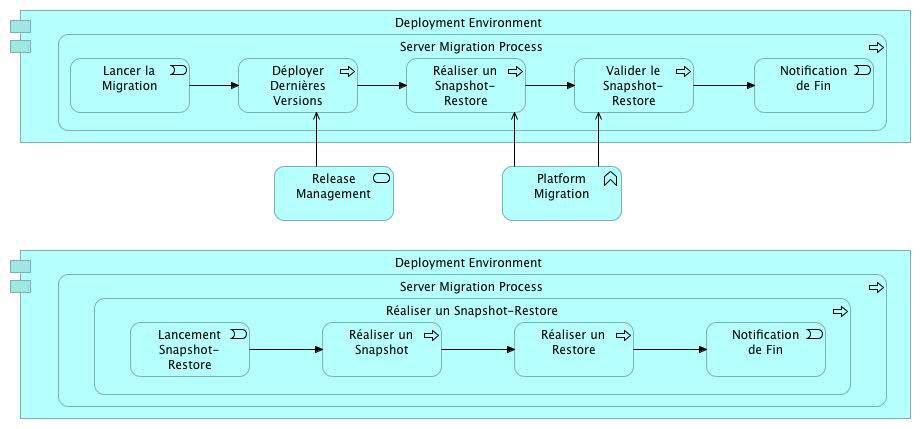 Deployment Environment
Server Migration Process
Lancer la
Migration
Déployer
Dernières
Versions
Réaliser un
Snapshot-
Restore
Valider le
Snapshot-
Restore
Notification
de Fin
Release
Management
Platform
Migration
Deployment Environment
Server Migration Process
Réaliser un Snapshot-Restore
Lancement
Snapshot-
Restore
Réaliser un
Snapshot
Réaliser un
Restore
Notification
de Fin